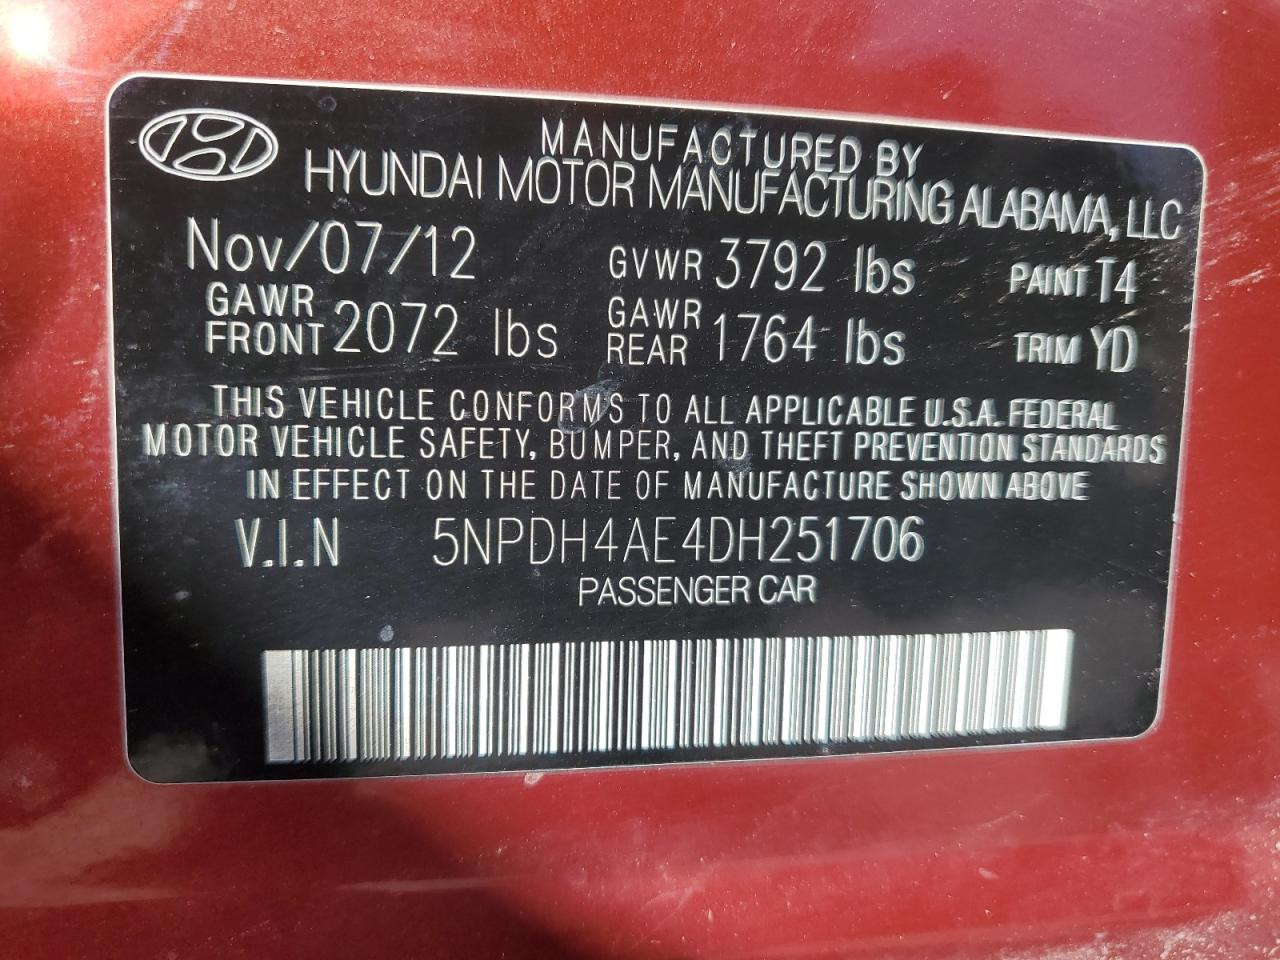 MANUFACTURED BY
HYUNDAI MOTOR MANUFACTURING ALABAMA, LLC
Nov/07/12 GVWR 3792 lbs PAINT T4
GAWR FRONT 2072 lbs GAWR REAR 1764 lbs TRIM YD
THIS VEHICLE CONFORMS TO ALL APPLICABLE U.S.A. FEDERAL
MOTOR VEHICLE SAFETY, BUMPER, AND THEFT PREVENTION STANDARDS
IN EFFECT ON THE DATE OF MANUFACTURE SHOWN ABOVE
V.I.N 5NPDH4AE4DH251706
PASSENGER CAR